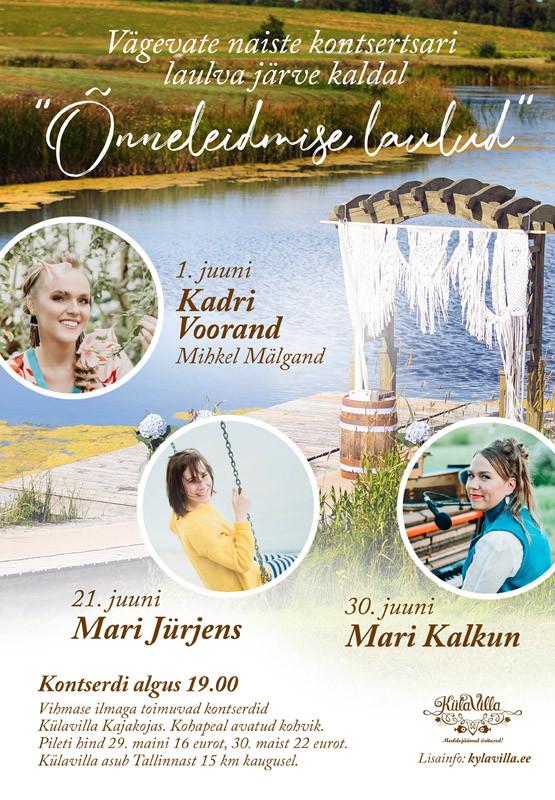 Vägevate naiste kontsertsari
laulva järve kaldal
"Õnneleidmise laulud"
1. juuni
Kadri
Voorand
Mihkel Mälgand
21. juuni
Mari Jürjens
30. juuni
Mari Kalkun
Kontserdi algus 19.00
Vihmase ilmaga toimuvad kontserdid
Külavilla Kajakojas. Kohapeal avatud kohvik.
Pileti hind 29. maini 16 eurot, 30. maist 22 eurot.
Külavilla asub Tallinnast 15 km kaugusel.
KülaVilla
Meeldejäävad üritused!
Lisainfo: kylavilla.ee